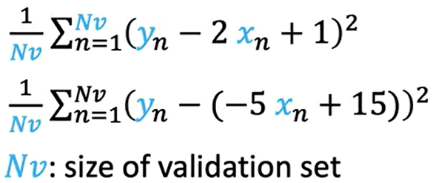 1/Nv ∑_{n=1}^{Nv} (y_n − 2 x_n + 1)²
1/Nv ∑_{n=1}^{Nv} (y_n − (−5 x_n + 15))²
Nv: size of validation set